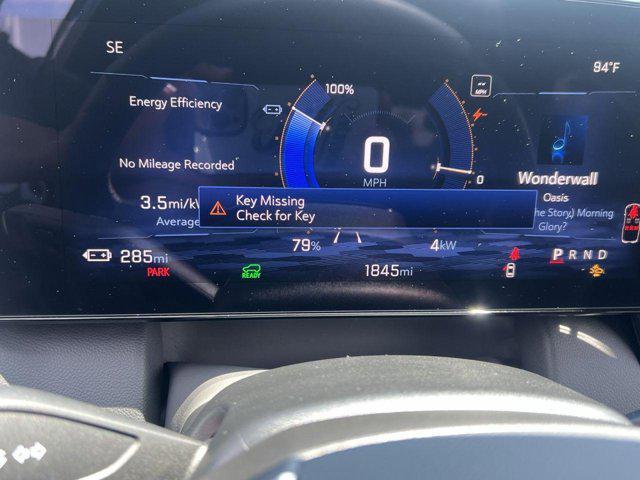 SE
94°F
Energy Efficiency
100%
MPH
No Mileage Recorded
0
MPH
0
Wonderwall
Oasis
3.5mi/k
Average
Key Missing
Check for Key
he Story) Morning
Glory?
79%
4kW
285mi
PARK
READY
1845mi
P R N D